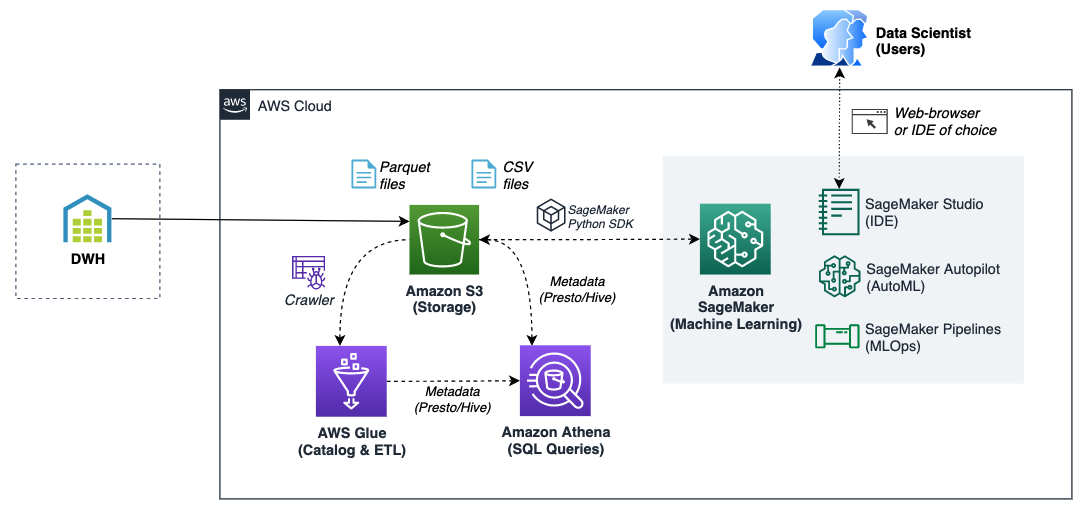 Data Scientist
(Users)
aws
AWS Cloud
Web-browser
or IDE of choice
Parquet
files
CSV
files
DWH
SageMaker
Python SDK
SageMaker Studio
(IDE)
Crawler
Amazon S3
(Storage)
Metadata
(Presto/Hive)
Amazon
SageMaker
(Machine Learning)
SageMaker Autopilot
(AutoML)
SageMaker Pipelines
(MLOps)
Metadata
(Presto/Hive)
AWS Glue
(Catalog & ETL)
Amazon Athena
(SQL Queries)